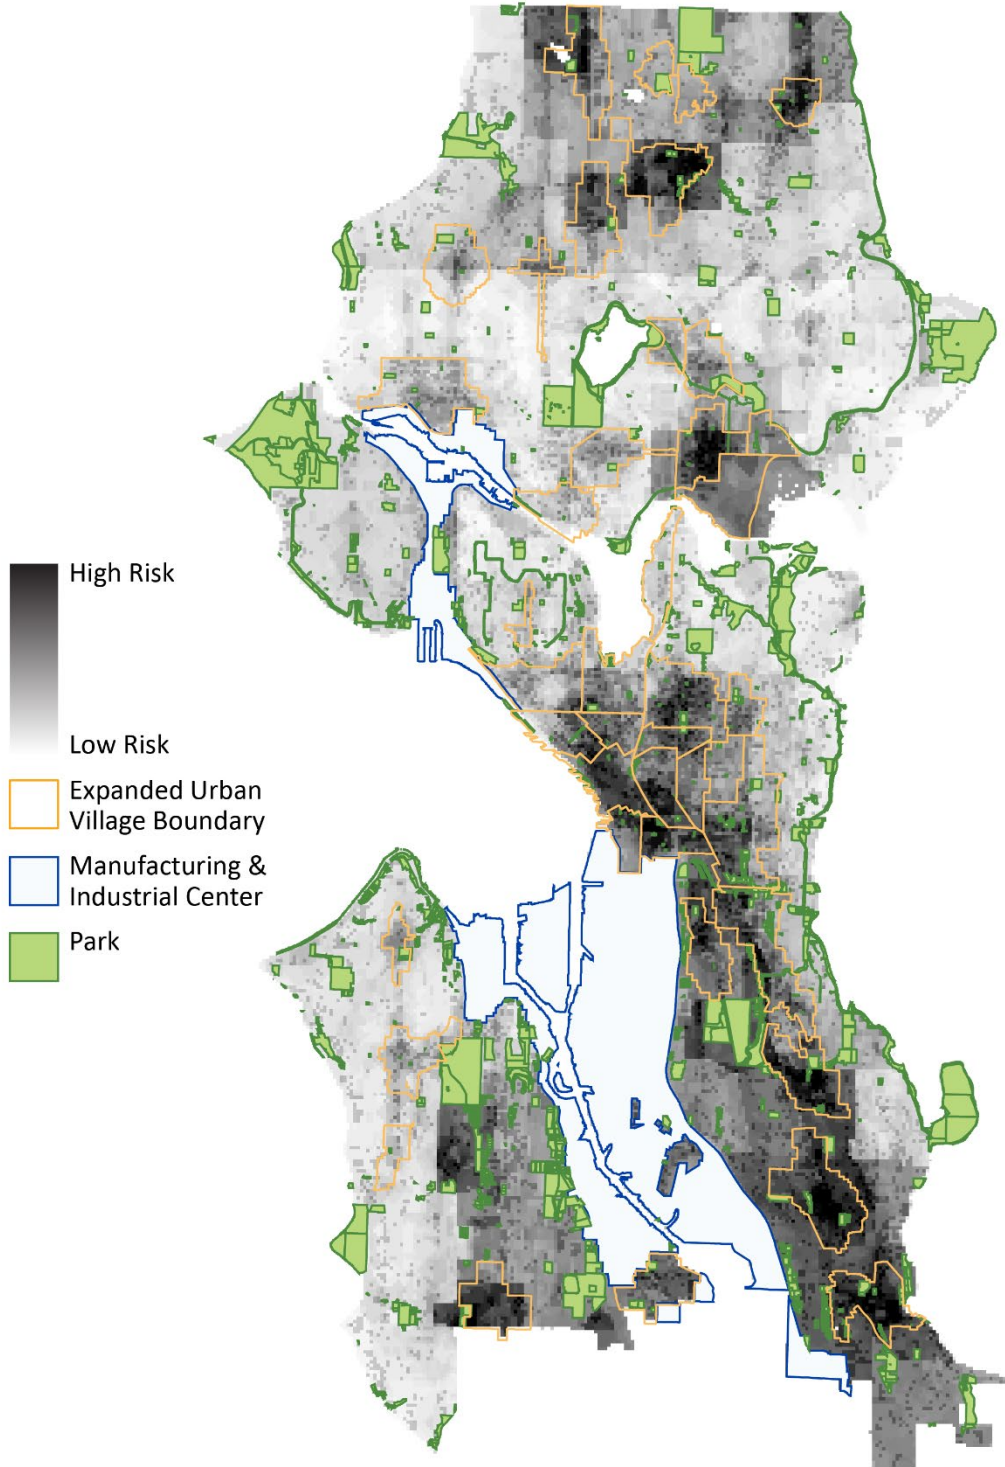 High Risk
Low Risk
Expanded Urban
Village Boundary
Manufacturing &
Industrial Center
Park